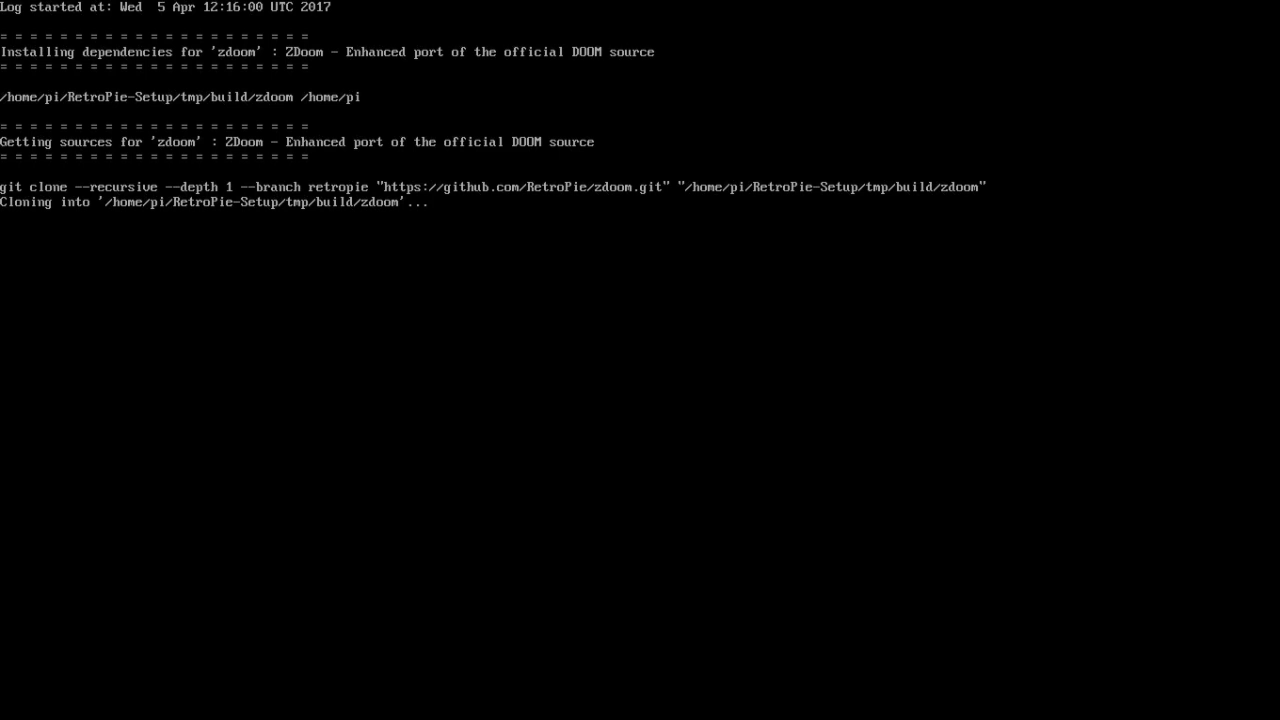 Log started at: Wed  5 Apr 12:16:00 UTC 2017
= = = = = = = = = = = = = = = = = = = = =
Installing dependencies for 'zdoom' : ZDoom - Enhanced port of the official DOOM source
= = = = = = = = = = = = = = = = = = = = =
/home/pi/RetroPie-Setup/tmp/build/zdoom /home/pi
= = = = = = = = = = = = = = = = = = = = =
Getting sources for 'zdoom' : ZDoom - Enhanced port of the official DOOM source
= = = = = = = = = = = = = = = = = = = = =
git clone --recursive --depth 1 --branch retropie "https://github.com/RetroPie/zdoom.git" "/home/pi/RetroPie-Setup/tmp/build/zdoom"
Cloning into '/home/pi/RetroPie-Setup/tmp/build/zdoom'...